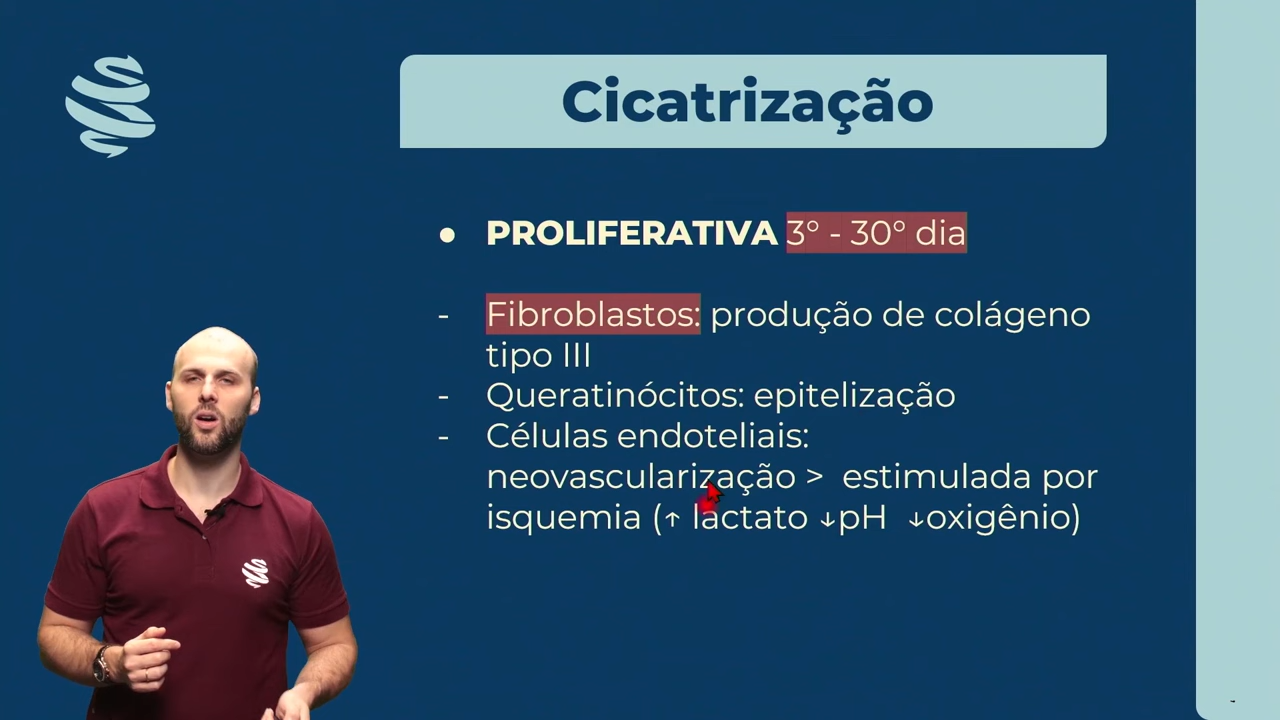 Cicatrização
● PROLIFERATIVA 3º - 30º dia
- Fibroblastos: produção de colágeno
tipo III
- Queratinócitos: epitelização
- Células endoteliais:
neovascularização > estimulada por
isquemia (↑ lactato ↓pH ↓oxigênio)